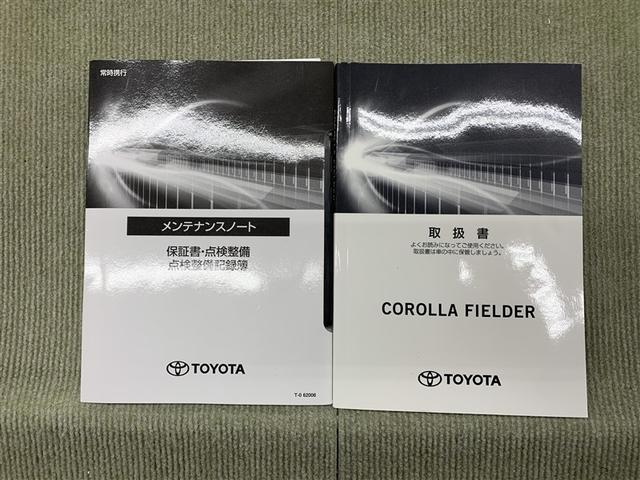 常時携行
メンテナンスノート
保証書・点検整備
点検整備記録簿
TOYOTA
T-0 62006
取扱書
よくお読みになってご使用ください。
取扱書は車の中に保管しましょう。
COROLLA FIELDER
TOYOTA